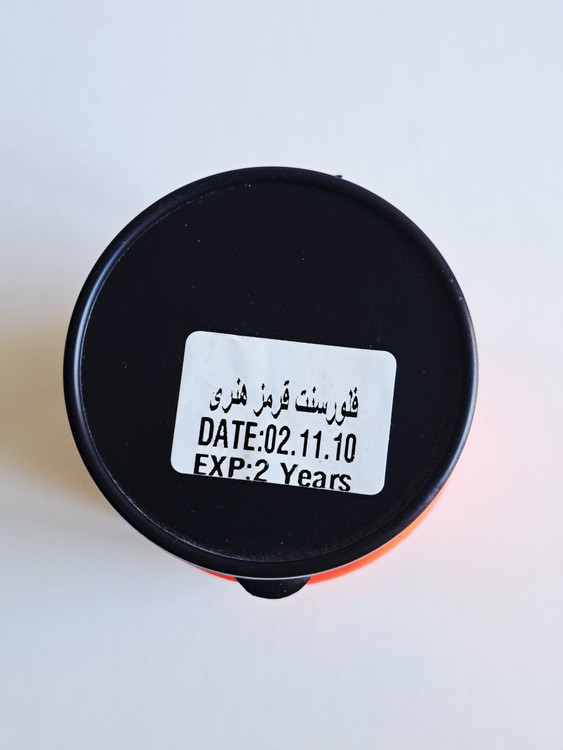 فلورسنت قرمز هنری
DATE:02.11.10
EXP:2 Years